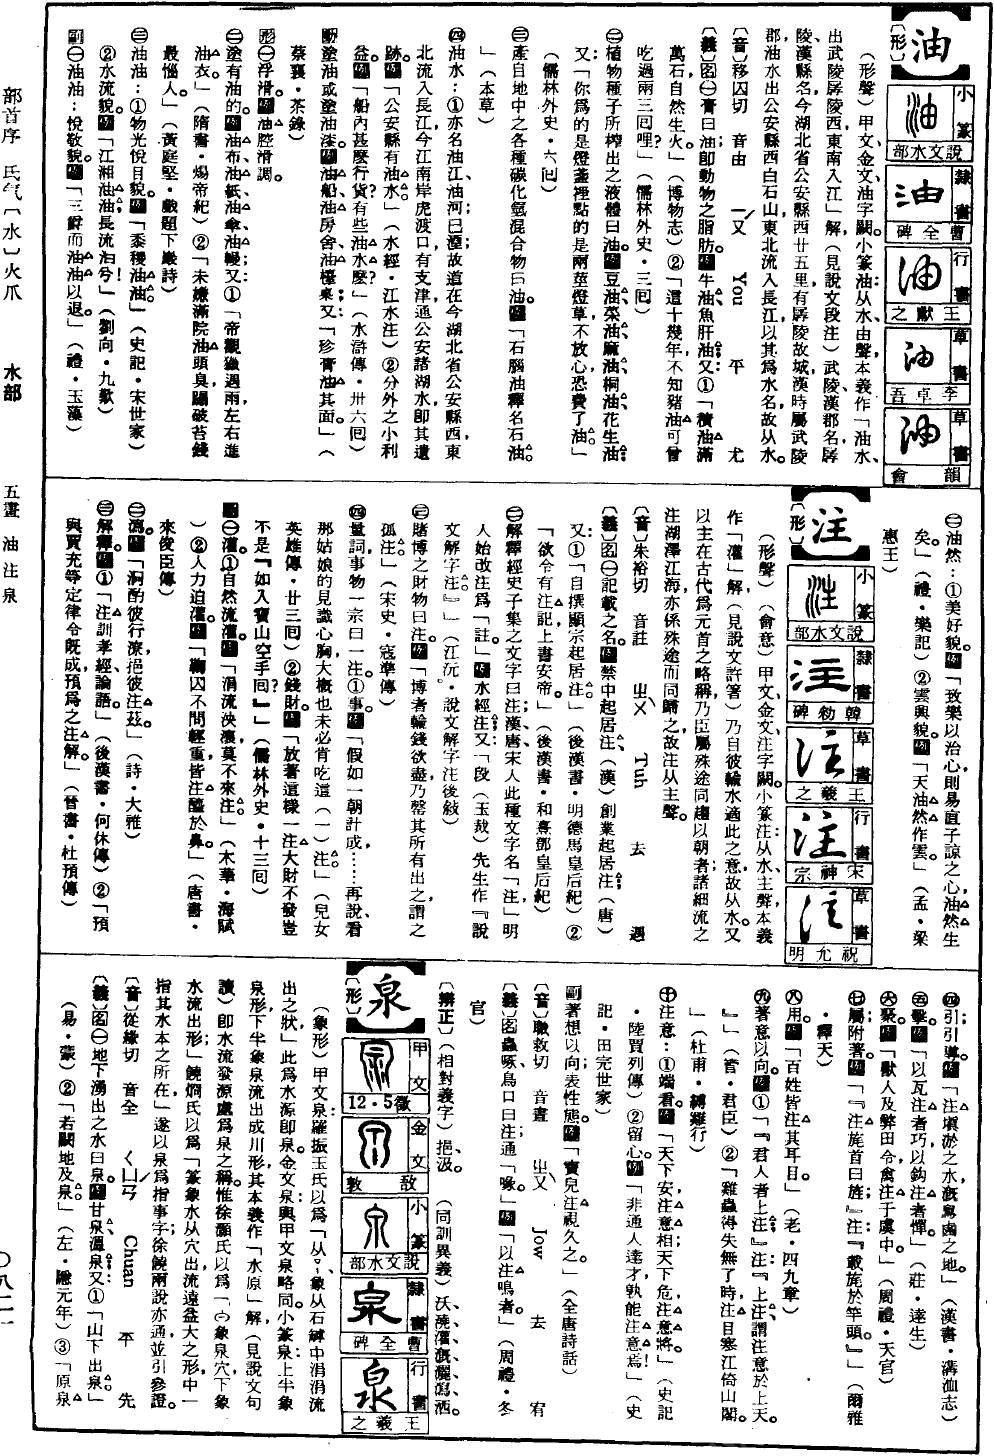 部首序　氏气〔水〕火爪　水部　五畫　油注泉　〇八二一
油
〔形〕
小篆　說文水部
隸書　曹全碑
行書　王獻之
草書　李卓吾
草書　韻會
（形聲）甲文、金文油字闕。小篆油：从水、由聲，本義作「油水、
出武陵孱陵西，東南入江」解（見說文段注）武陵、漢郡名，孱
陵漢縣名，今湖北省公安縣西廿五里，有孱陵故城，漢時屬武陵
郡，油水出公安縣西白石山，東北流入長江；以其為水名，故从水。
〔音〕移囚切　音由　ㄧㄡˊ　You　平　尤
〔義〕名㊀膏曰油；即動物之脂肪。例牛油、魚肝油；又：①「積油滿
萬石，自然生火。」（博物志）②「這十幾年，不知豬油可曾
吃過兩三囘哩？」（儒林外史·三囘）
㊁植物種子所榨出之液體曰油。例豆油、菜油、麻油、桐油、花生油；
又：「你為的是燈盞裡點的是兩莖燈草，不放心，恐費了油。」
（儒林外史·六囘）
㊂產自地中之各種碳化氫混合物曰油。例「石腦油，釋名石油。
」（本草）
㊃油水：①亦名油江、油河；已湮；故道在今湖北省公安縣西，東
北流入長江；今江南岸虎渡口，有支津，通公安諸湖水，即其遺
跡。例「公安縣有油水。」（水經·江水注）②分外之小利
益。例「船內甚麼行貨？有些油水麼？」（水滸傳·卅六囘）
動塗油或塗油漆。例油船、油房舍、油檯桌；又：「珍膏油其面。」（
蔡襄·茶錄）
形㊀浮滑。例油腔滑調。
㊁塗有油的。例油布、油紙、油傘、油幔；又：①「帝觀獵遇雨，左右進
油衣。」（隋書·煬帝紀）②「未嫌滿院油頭臭，蹋破苔錢
最惱人。」（黃庭堅·戲題下巖詩）
㊂油油：①物光悅目貌。例「黍稷油油。」（史記·宋世家）
②水流貌。例「江湘油油，長流汨兮！」（劉向·九歎）
副㊀油油：悅敬貌。例「三爵而油油以退。」（禮·玉藻）
㊁油然：①美好貌。例「致樂以治心，則易直子諒之心油然生
矣。」（禮·樂記）②雲興貌。例「天油然作雲。」（孟·梁
惠王）
注
〔形〕
小篆　說文水部
隸書　韓勑碑
草書　王羲之
行書　宋神宗
草書　祝允明
（形聲）（會意）甲文、金文注字闕。小篆注：从水、主聲，本義
作「灌」解（見說文許箸）乃自彼輸水適此之意，故从水。又
以主在古代為元首之略稱，乃臣屬殊途同趨以朝者；諸細流之
注湖澤江海，亦係殊途而同歸之，故注从主聲。
〔音〕朱裕切　音註　ㄓㄨˋ　Tuh　去　遇
〔義〕名㊀記載之名。例禁中起居注、（漢）創業起居注（唐）
又：①「自撰顯宗起居注。」（後漢書·明德馬皇后紀）②
「欲令有注記，上書安帝。」（後漢書·和熹鄧皇后紀）
㊁解釋經史子集之文字曰注；漢、唐、宋人此種文字名「注」，明
人始改注為「註」。例水經注；又：「段（玉裁）先生作『說
文解字注』」（江沅·說文解字注後敍）
㊂賭博之財物曰注。例「博者輸錢欲盡，乃罄其所有出之，謂之
孤注。」（宋史·寇準傳）
㊃量詞，事物一宗曰一注。①事。例「假如一朝計成，……再說看
那姑娘的見識心胸，大概也未必肯吃這（一）注。」（兒女
英雄傳·廿三囘）②錢財。例「放著這樣一注大財不發，豈
不是『如入寶山空手囘？』」（儒林外史·十三囘）
動㊀灌。①自然流灌。例「涓流泱瀼，莫不來注。」（木華·海賦
）②人力迫灌。例「鞫囚不問輕重，皆注醯於鼻。」（唐書·
來俊臣傳）
㊁瀉。例「泂酌彼行潦，挹彼注茲。」（詩·大雅）
㊂解釋。例①「注訓孝經、論語。」（後漢書·何休傳）②「預
與賈充等定律令，既成，預為之注解。」（晉書·杜預傳）
㊃引；引導。例「注填淤之水，溉舄鹵之地。」（漢書·溝洫志）
㊄擊。例「以瓦注者巧，以鉤注者憚。」（莊·達生）
㊅聚。例「獸人及弊田，令禽注于虞中。」（周禮·天官）
㊆屬；附著。例「『注旄首曰旌；』注：『載旄於竿頭。』」（爾雅
·釋天）
㊇用。例「百姓皆注其耳目。」（老·四九章）
㊈著意以向。例①「『君人者上注；』注：『上注，謂注意於上天。
』」（管·君臣）②「雞蟲得失無了時，注目寒江倚山閣。
」（杜甫·縛雞行）
㊉注意：①端看。例「天下安，注意相；天下危，注意將。」（史記
·陸賈列傳）②留心。例「非通人達才，孰能注意焉！」（史
記·田完世家）
副著想以向；表性態。例「竇兒注視久之。」（全唐詩話）
〔音〕職救切　音晝　ㄓㄡˋ　Jow　去　宥
〔義〕名蟲啄、鳥口曰注；通「咮」。例「以注鳴者。」（周禮·冬
官）
〔辨正〕（相對義字）挹、汲。（同訓異義）沃、澆、灌、溉、灑、瀉、洒。
泉
〔形〕
甲文　12·5徵
金文　敔敦
小篆　說文水部
隸書　曹全碑
行書　王羲之
（象形）甲文泉：羅振玉氏以為「从，象从石罅中涓涓流
出之狀，」此為水源，即泉。金文泉：與甲文泉略同。小篆泉：上半象
泉形，下半象泉流出成川形，其本義作「水原」解（見說文句
讀）即水流發源處為泉之稱。惟徐灝氏以為「象泉穴，下象
水流出形；」饒炯氏以為「篆象水从穴出，流遠益大之形，中一
指其水本之所在，」遂以泉為指事字，徐饒兩說亦通，並引參證。
〔音〕從緣切　音全　ㄑㄩㄢˊ　Chuan　平　先
〔義〕名㊀地下湧出之水曰泉。例甘泉、溫泉；又：①「山下出泉。」
（易·蒙）②「若闕地及泉。」（左·隱元年）③「原泉